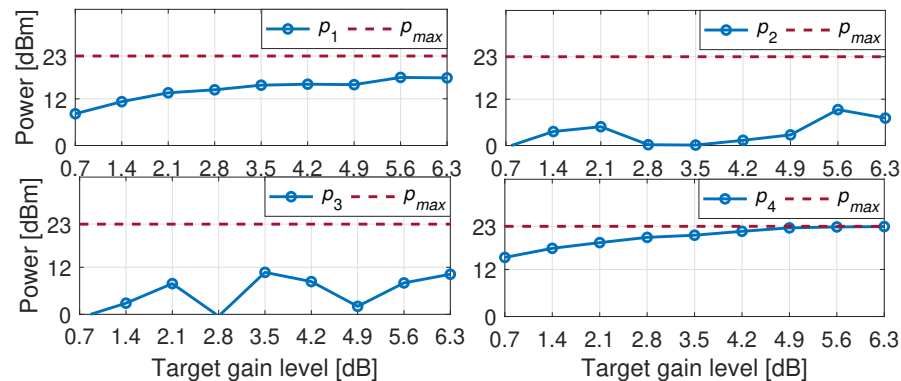 Power [dBm]
23
12
0
p1 pmax
0.7 1.4 2.1 2.8 3.5 4.2 4.9 5.6 6.3
23
12
0
p2 pmax
0.7 1.4 2.1 2.8 3.5 4.2 4.9 5.6 6.3
Power [dBm]
23
12
0
p3 pmax
0.7 1.4 2.1 2.8 3.5 4.2 4.9 5.6 6.3
Target gain level [dB]
23
12
0
p4 pmax
0.7 1.4 2.1 2.8 3.5 4.2 4.9 5.6 6.3
Target gain level [dB]